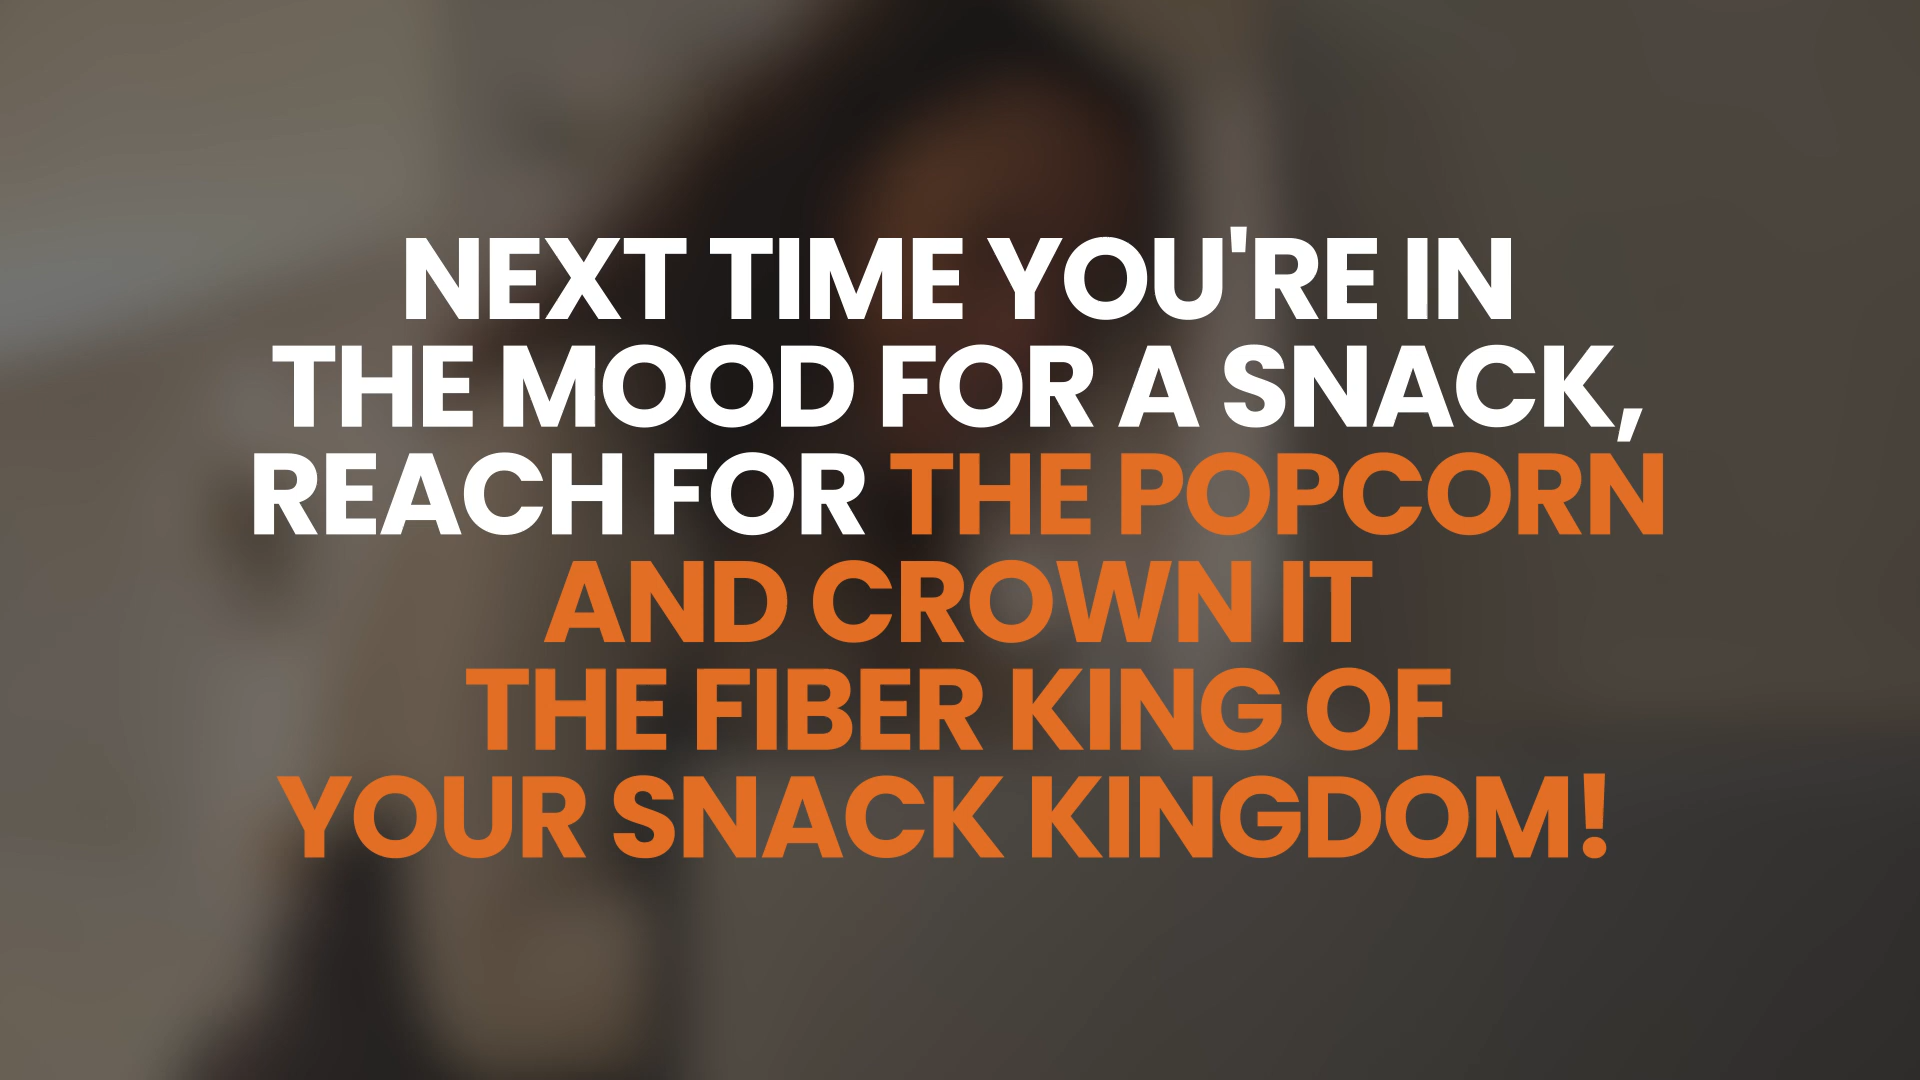 NEXT TIME YOU'RE IN
THE MOOD FOR A SNACK,
REACH FOR THE POPCORN
AND CROWN IT
THE FIBER KING OF
YOUR SNACK KINGDOM!